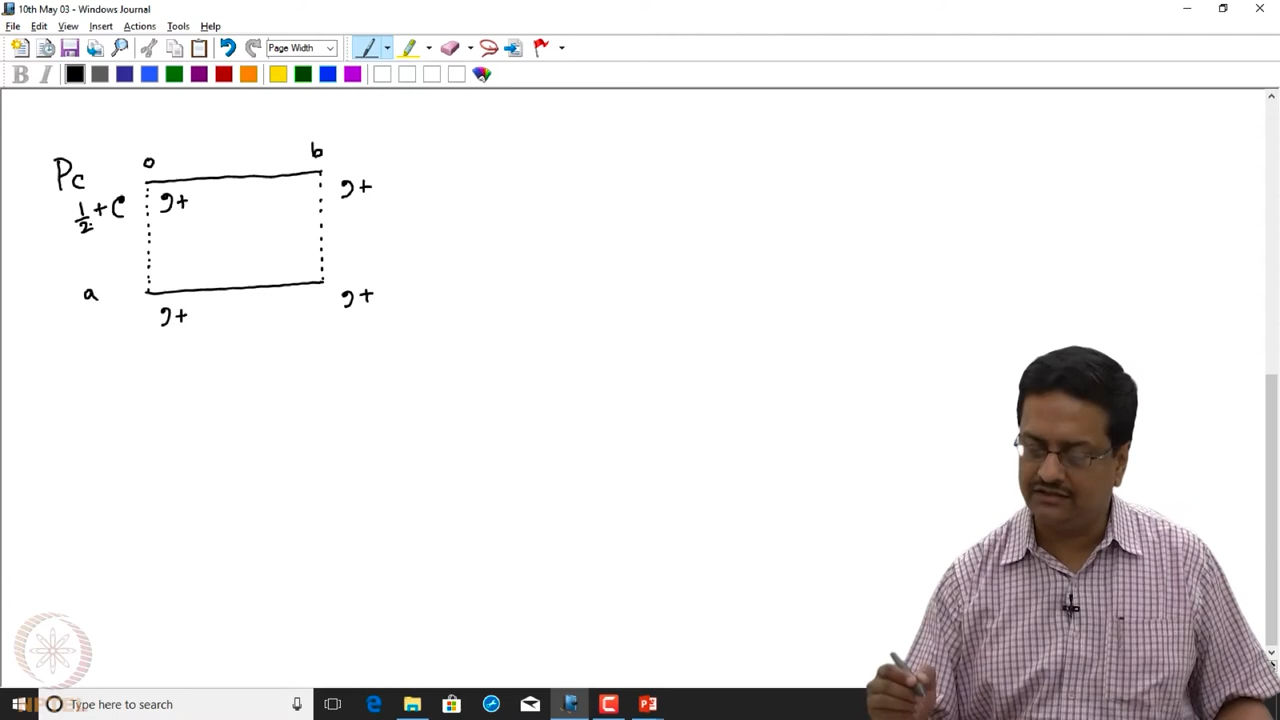 10th May 03 - Windows Journal
File Edit View Insert Actions Tools Help
Page Width
B I
o b
Pc
1/2 + C
, +
, +
a
, +
, +
Type here to search